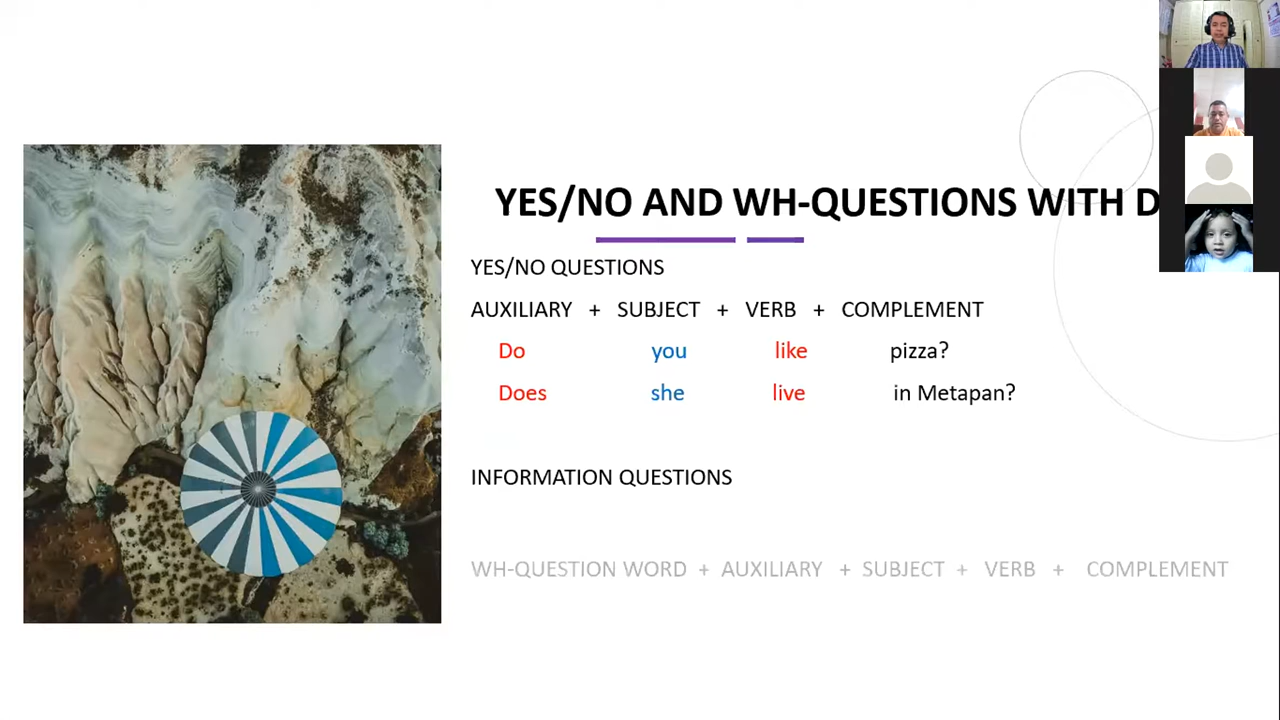 YES/NO AND WH-QUESTIONS WITH D
YES/NO QUESTIONS
AUXILIARY + SUBJECT + VERB + COMPLEMENT
Do you like pizza?
Does she live in Metapan?
INFORMATION QUESTIONS
WH-QUESTION WORD + AUXILIARY + SUBJECT + VERB + COMPLEMENT